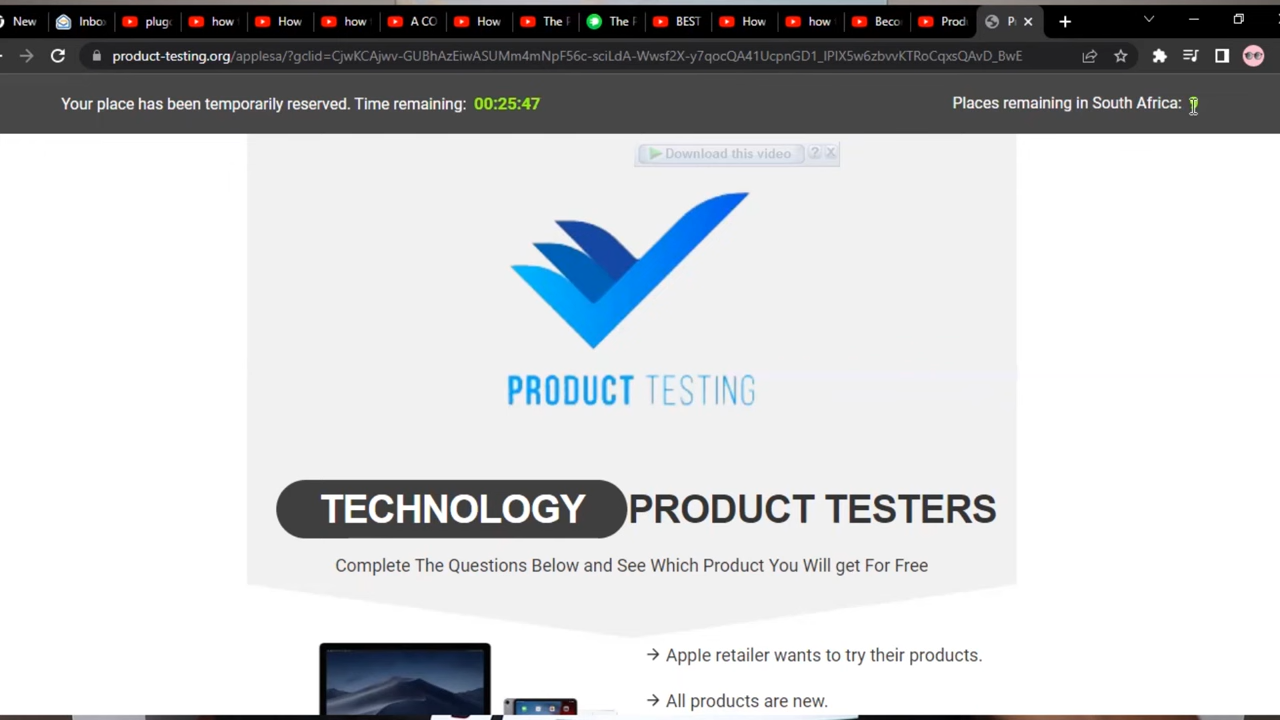 New
Inbo
plug
how
How
how
A CO
How
The
The
BEST
How
how
Beco
Prod
product-testing.org/applesa/?gclid=CjwKCAjwv-GUBhAzEiwASUMm4mNpF56c-sciLdA-Wwsf2X-y7qocQA41UcpnGD1_IPIX5w6zbvvKTRoCqxsQAvD_BwE
Your place has been temporarily reserved. Time remaining: 00:25:47
Places remaining in South Africa:
Download this video ? X
PRODUCT TESTING
TECHNOLOGY PRODUCT TESTERS
Complete The Questions Below and See Which Product You Will get For Free
→ Apple retailer wants to try their products.
→ All products are new.